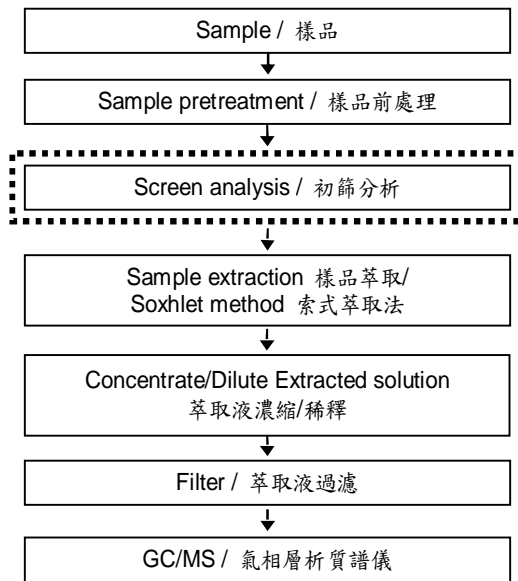 Sample / 樣品
Sample pretreatment / 樣品前處理
Screen analysis / 初篩分析
Sample extraction 樣品萃取/
Soxhlet method 索式萃取法
Concentrate/Dilute Extracted solution
萃取液濃縮/稀釋
Filter / 萃取液過濾
GC/MS / 氣相層析質譜儀